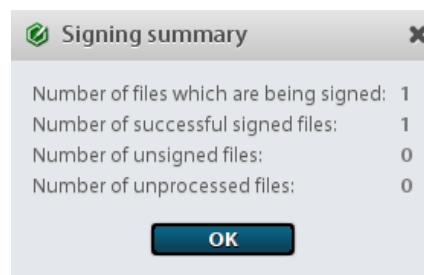 Signing summary
Number of files which are being signed: 1
Number of successful signed files: 1
Number of unsigned files: 0
Number of unprocessed files: 0
OK